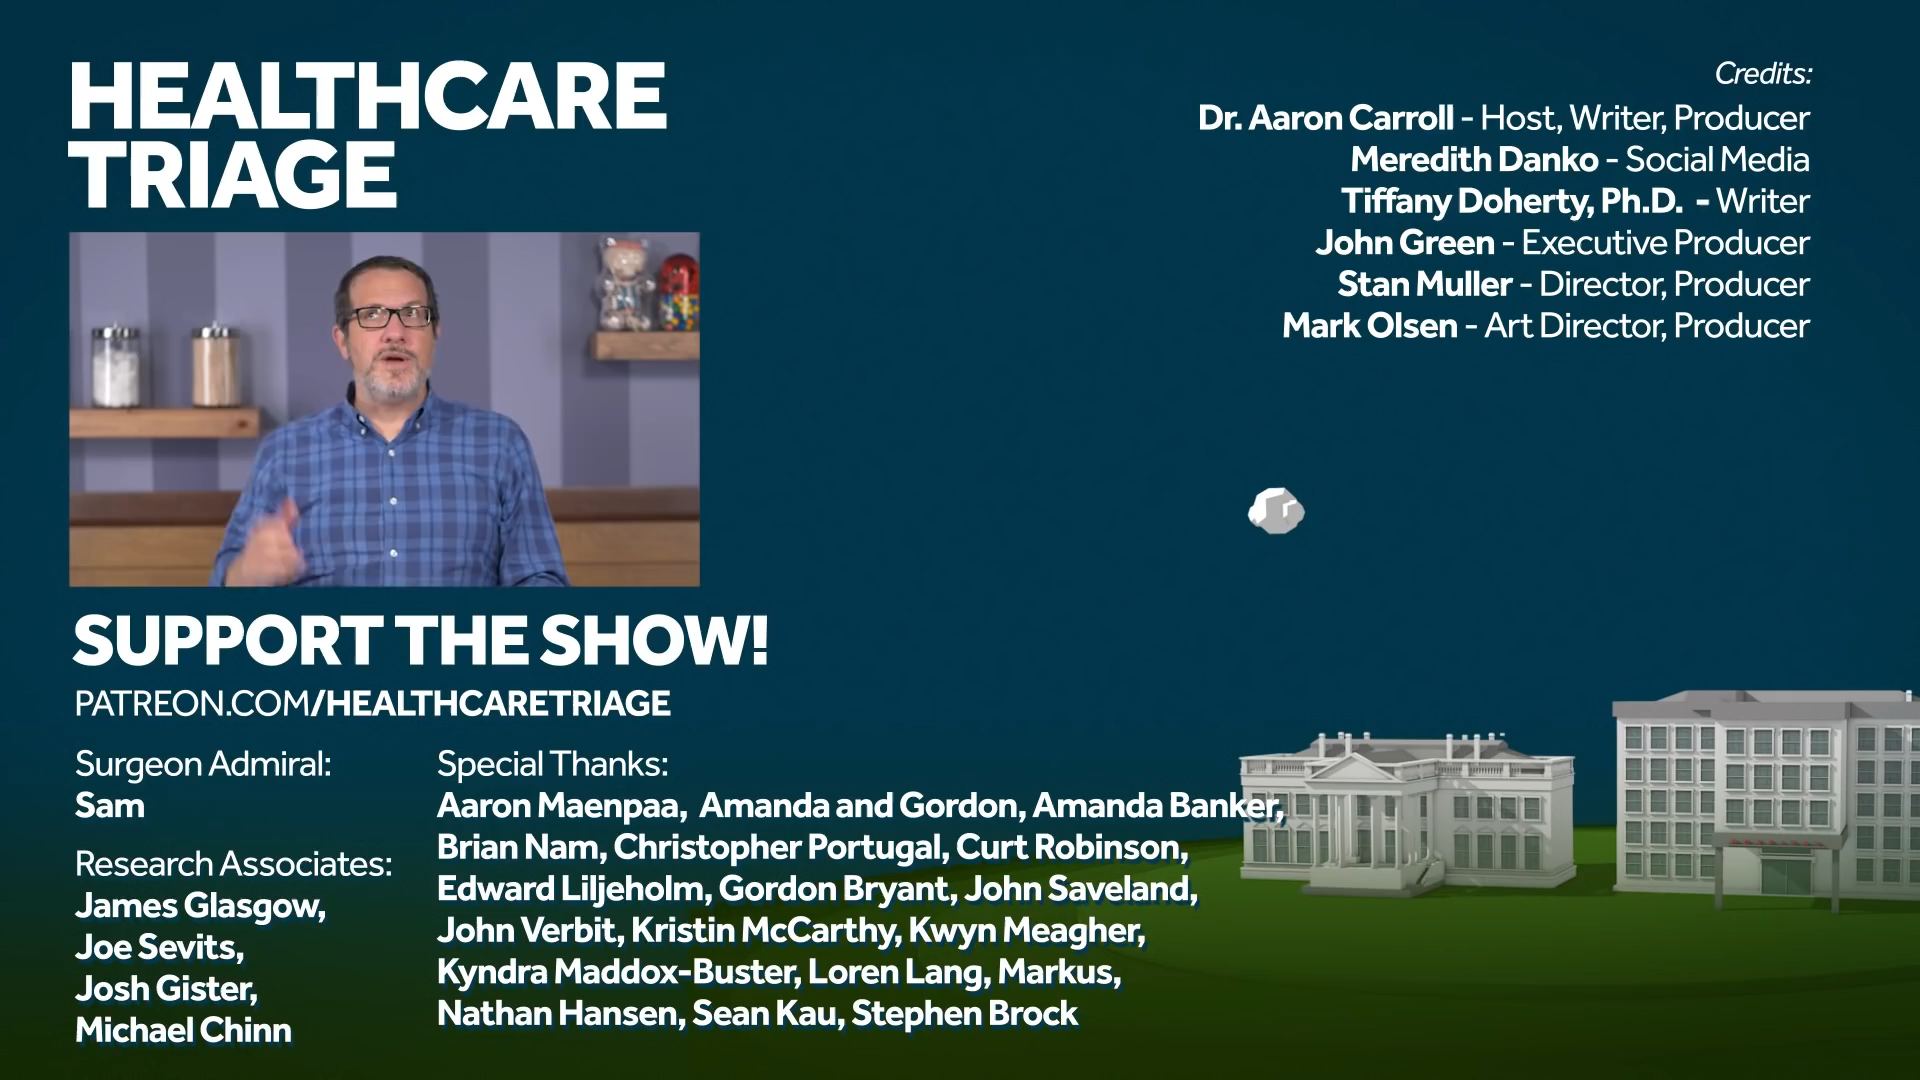 HEALTHCARE
TRIAGE
Credits:
Dr. Aaron Carroll - Host, Writer, Producer
Meredith Danko - Social Media
Tiffany Doherty, Ph.D. - Writer
John Green - Executive Producer
Stan Muller - Director, Producer
Mark Olsen - Art Director, Producer
SUPPORT THE SHOW!
PATREON.COM/HEALTHCARETRIAGE
Surgeon Admiral:
Sam
Research Associates:
James Glasgow,
Joe Sevits,
Josh Gister,
Michael Chinn
Special Thanks:
Aaron Maenpaa, Amanda and Gordon, Amanda Banker,
Brian Nam, Christopher Portugal, Curt Robinson,
Edward Liljeholm, Gordon Bryant, John Saveland,
John Verbit, Kristin McCarthy, Kwyn Meagher,
Kyndra Maddox-Buster, Loren Lang, Markus,
Nathan Hansen, Sean Kau, Stephen Brock